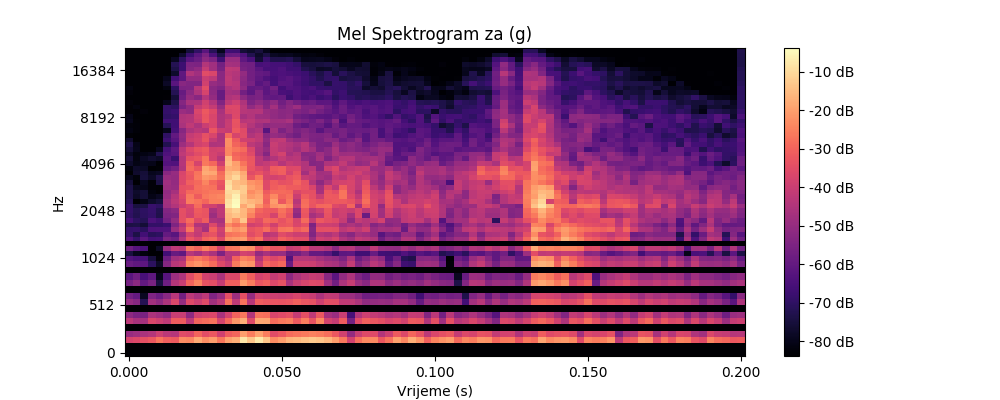 Mel Spektrogram za (g)
16384
8192
4096
2048
1024
512
0
Hz
0.000
0.050
0.100
0.150
0.200
Vrijeme (s)
-10 dB
-20 dB
-30 dB
-40 dB
-50 dB
-60 dB
-70 dB
-80 dB